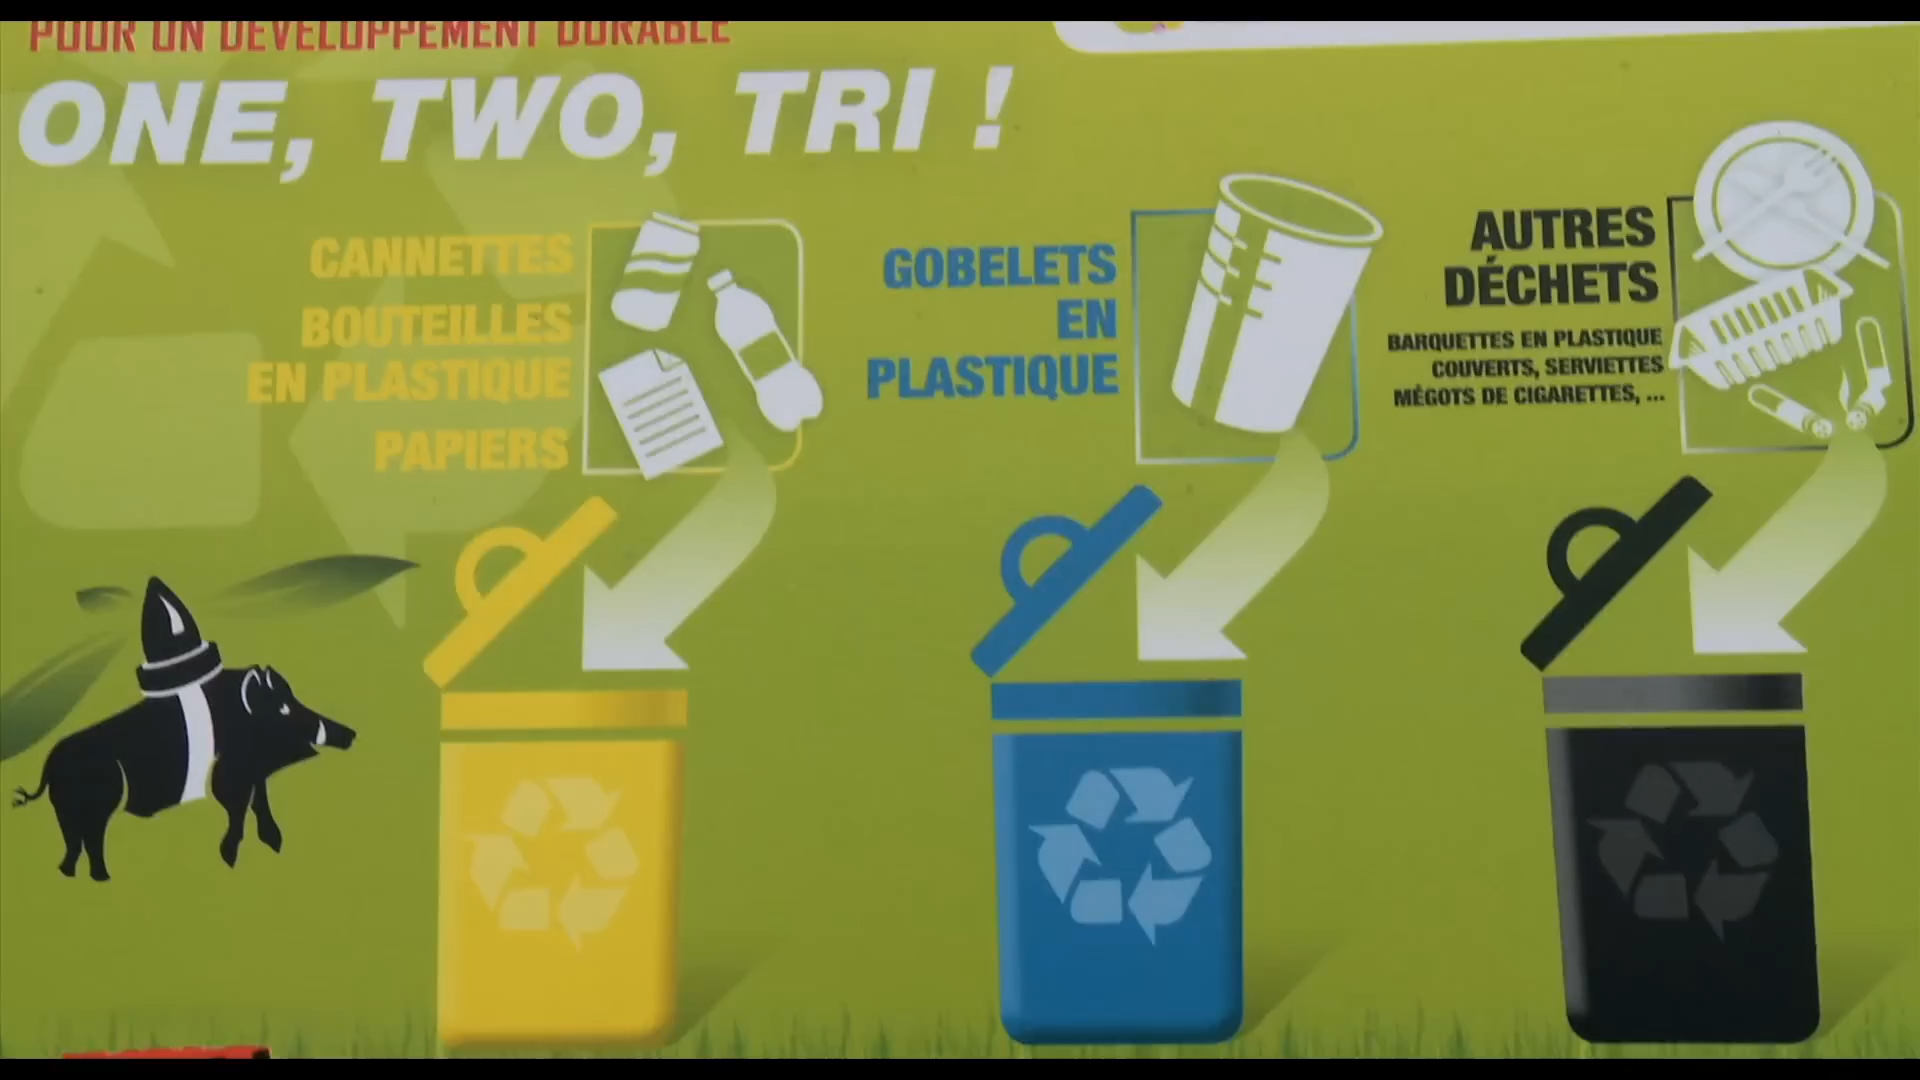 POUR UN DÉVELOPPEMENT DURABLE
ONE, TWO, TRI !
CANNETTES
BOUTEILLES
EN PLASTIQUE
PAPIERS
GOBELETS
EN
PLASTIQUE
AUTRES
DÉCHETS
BARQUETTES EN PLASTIQUE
COUVERTS, SERVIETTES
MÉGOTS DE CIGARETTES, ...